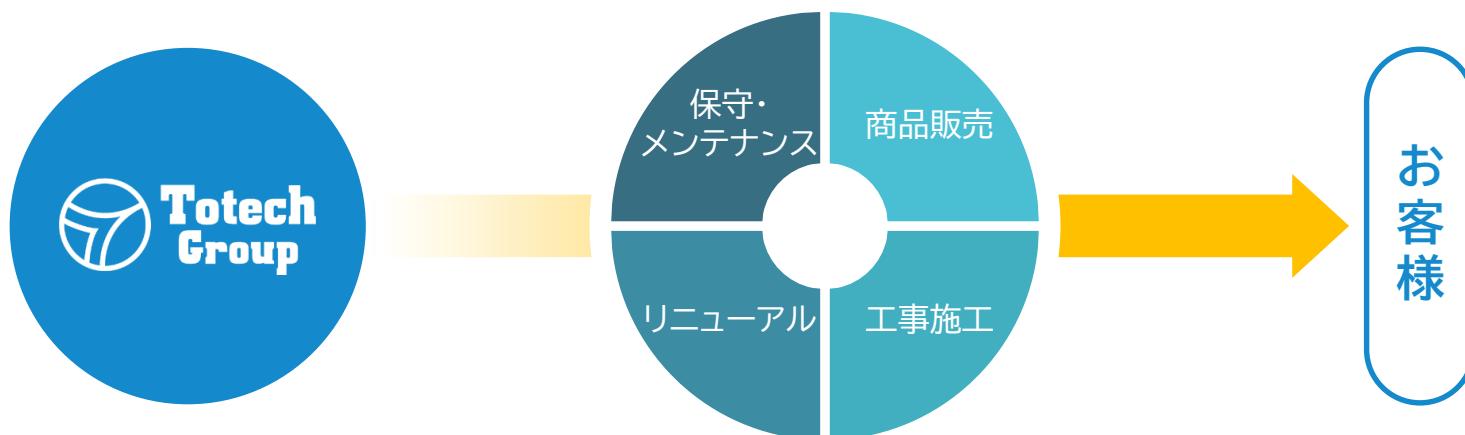 Totech
Group
保守・
メンテナンス
商品販売
リニューアル
工事施工
お客様